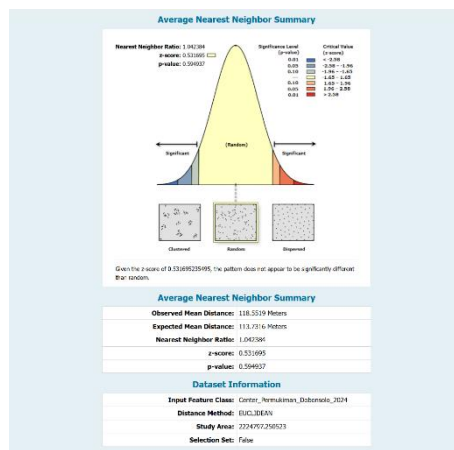 Average Nearest Neighbor Summary
Nearest Neighbor Ratio: 1.042384
z-score: 0.531695
p-value: 0.594937
Significance Level
(p-value)
Critical Value
(z-score)
0.01 < -2.58
0.05 -2.58 - -1.96
0.10 -1.96 - -1.65
-1.65 - 1.65
0.10 1.65 - 1.96
0.05 1.96 - 2.58
0.01 > 2.58
(Random)
Significant
Significant
Clustered
Random
Dispersed
Given the z-score of 0.531695235495, the pattern does not appear to be significantly different
than random.
Average Nearest Neighbor Summary
Observed Mean Distance: 118.5519 Meters
Expected Mean Distance: 113.7316 Meters
Nearest Neighbor Ratio: 1.042384
z-score: 0.531695
p-value: 0.594937
Dataset Information
Input Feature Class: Center_Permukiman_Dobonsolo_2024
Distance Method: EUCLIDEAN
Study Area: 2224797.250523
Selection Set: False